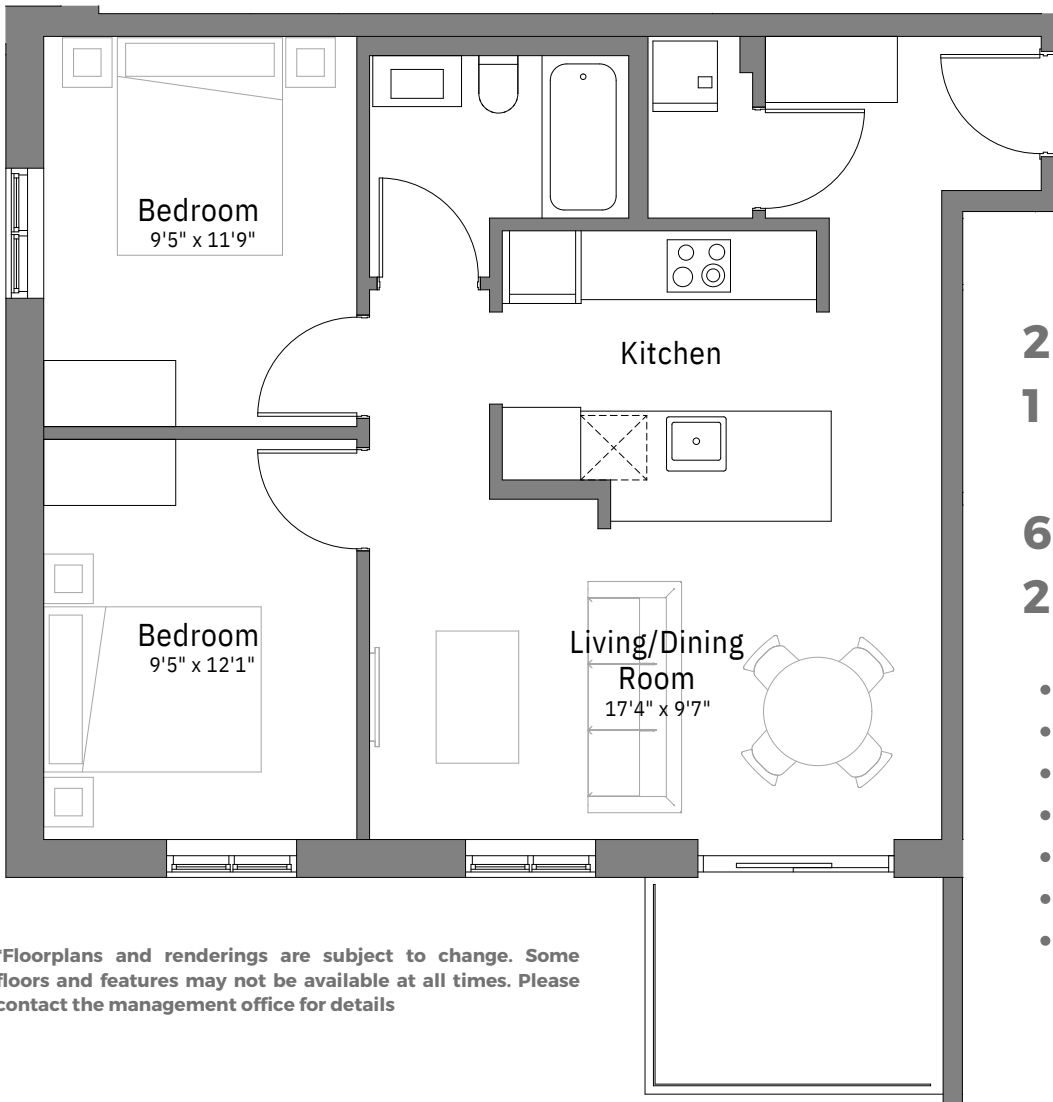 Bedroom
9'5" x 11'9"
Kitchen
2
1
6
2
Bedroom
9'5" x 12'1"
Living/Dining
Room
17'4" x 9'7"
•
•
•
•
•
•
•
*Floorplans and renderings are subject to change. Some
floors and features may not be available at all times. Please
contact the management office for details